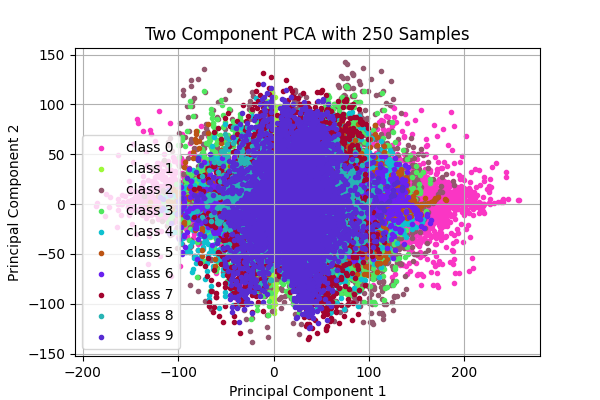 Two Component PCA with 250 Samples
Principal Component 2
150
100
50
0
−50
−100
−150
class 0
class 1
class 2
class 3
class 4
class 5
class 6
class 7
class 8
class 9
−200
−100
0
100
200
Principal Component 1